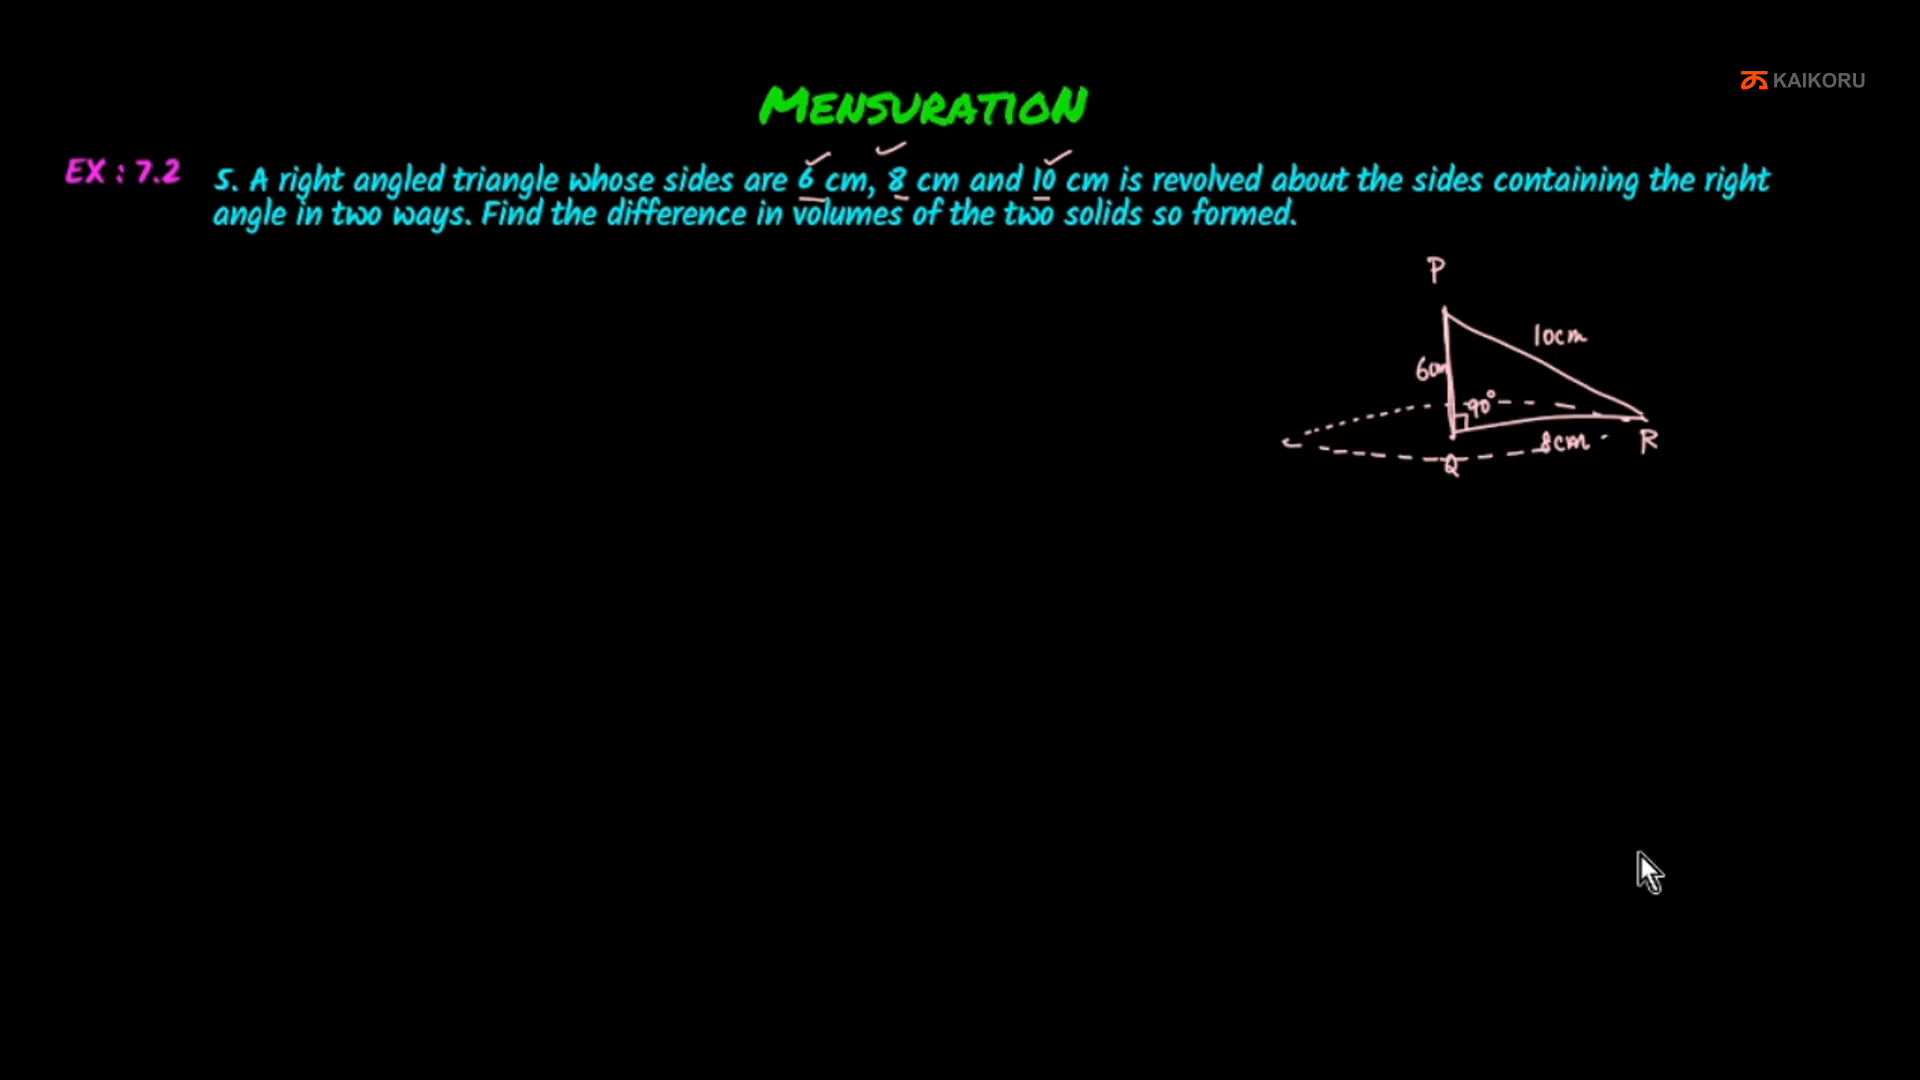 KAIKORU
MENSURATION
EX : 7.2
5. A right angled triangle whose sides are 6 cm, 8 cm and 10 cm is revolved about the sides containing the right
angle in two ways. Find the difference in volumes of the two solids so formed.
P
10cm
6cm
90°
8cm
R
Q